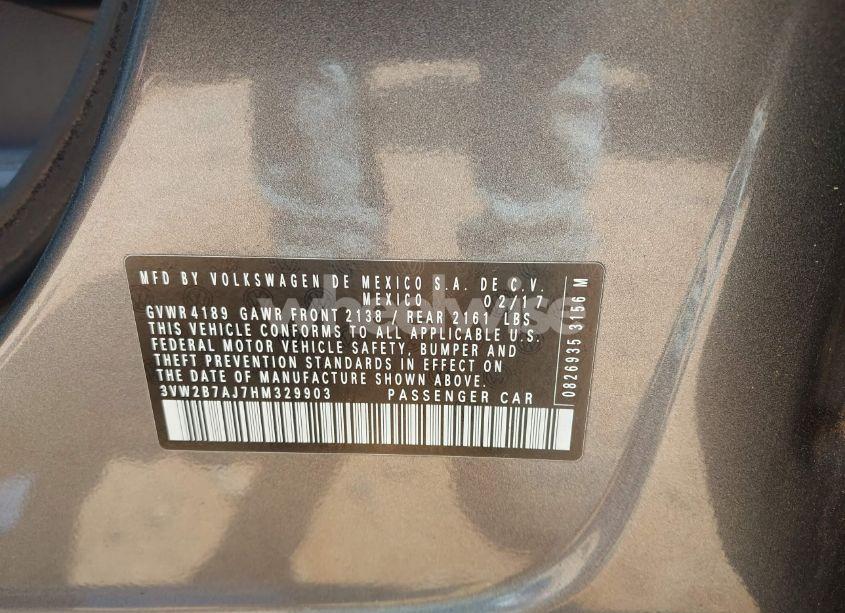 MFD BY VOLKSWAGEN DE MEXICO S.A. DE C.V.
MEXICO 02/17
GVWR 4189 GAWR FRONT 2138 / REAR 2161 LBS
THIS VEHICLE CONFORMS TO ALL APPLICABLE U.S.
FEDERAL MOTOR VEHICLE SAFETY, BUMPER AND
THEFT PREVENTION STANDARDS IN EFFECT ON
THE DATE OF MANUFACTURE SHOWN ABOVE.
3VW2B7AJ7HM329903 PASSENGER CAR
0826935 3156 M
wheelwise